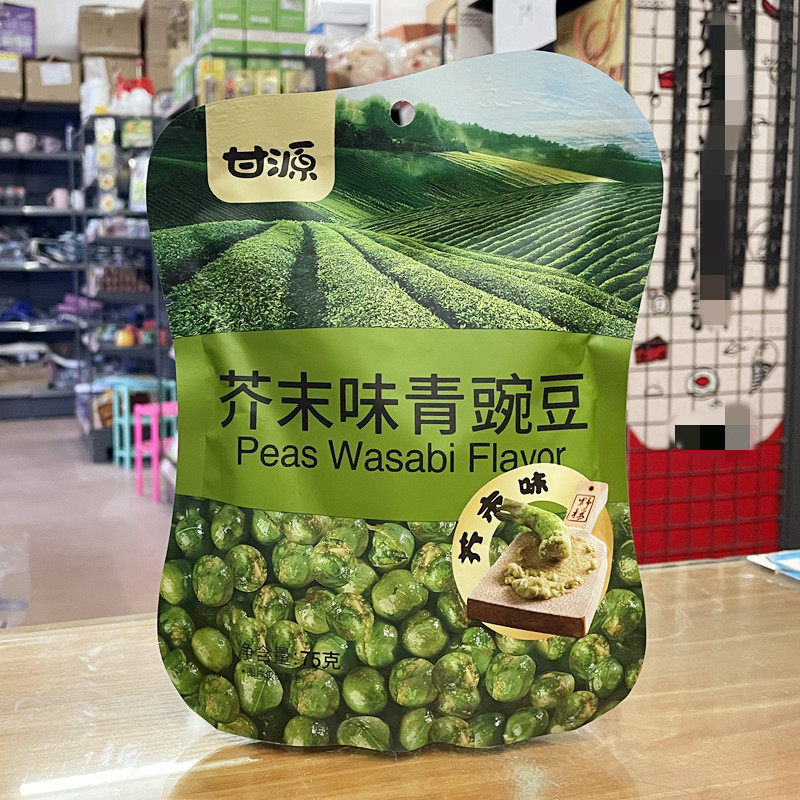 甘源
芥末味青豌豆
Peas Wasabi Flavor
芥末味
净含量:75克